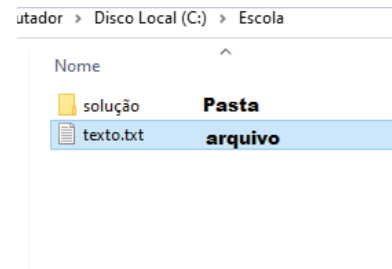 utador > Disco Local (C:) > Escola
Nome
solução Pasta
texto.txt arquivo